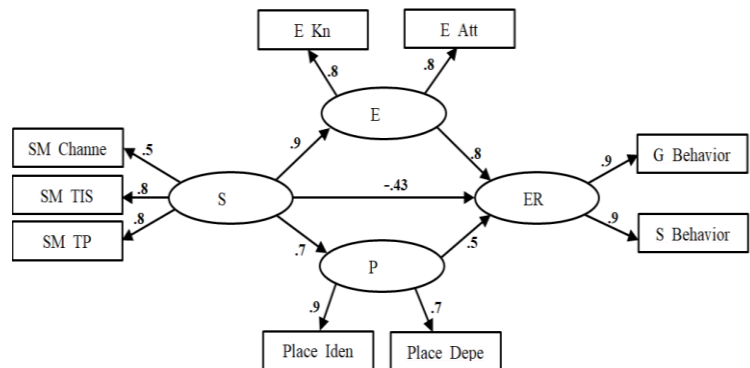 E Kn
E Att
.8
.8
E
SM Channe
.5
.9
.8
.9
G Behavior
SM TIS
.8
S
-.43
ER
SM TP
.8
.9
S Behavior
.7
.5
P
.9
.7
Place Iden
Place Depe